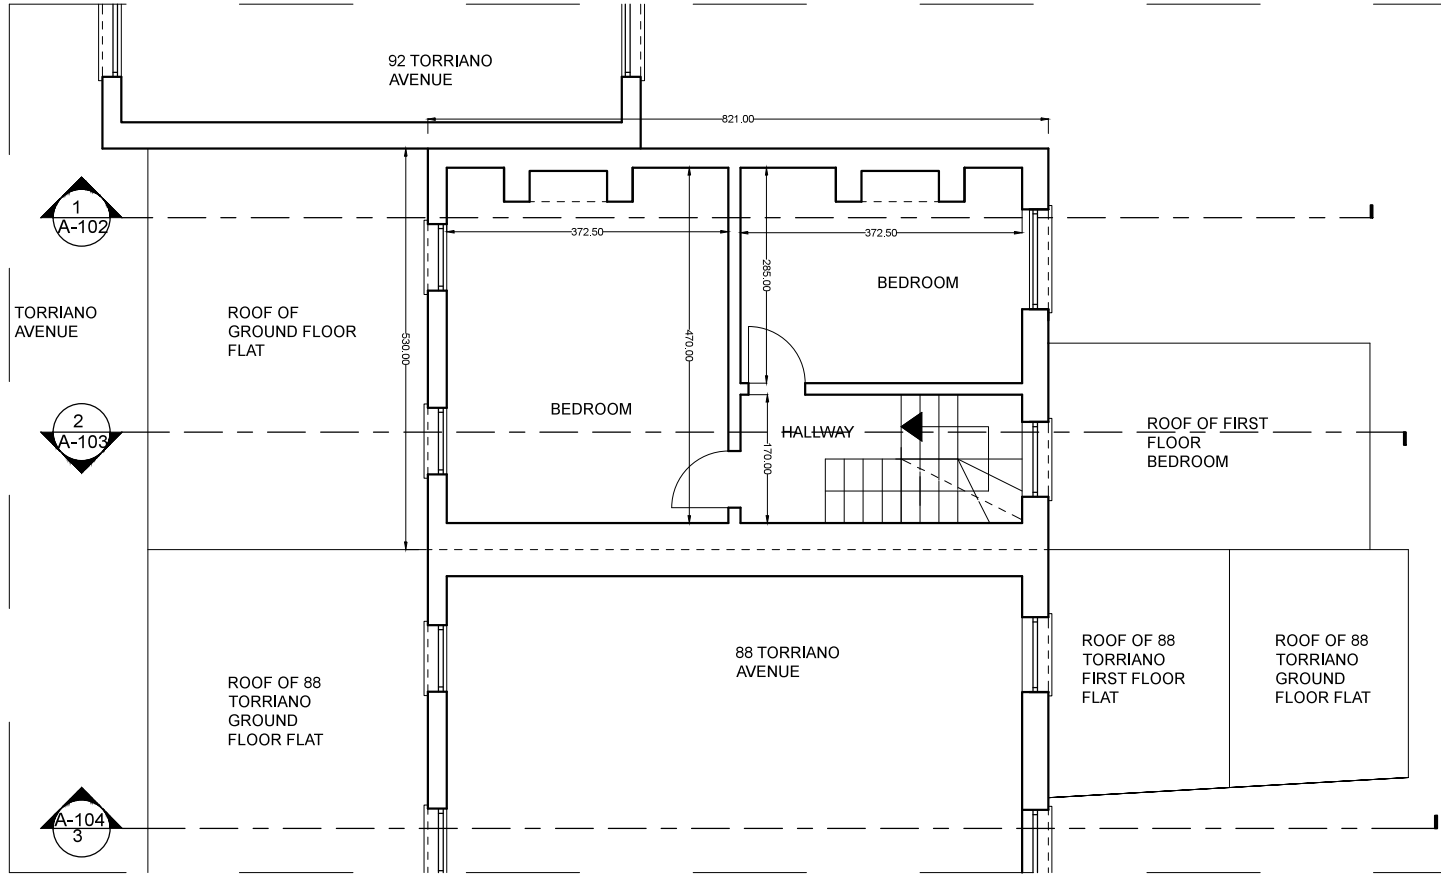 92 TORRIANO
AVENUE
821.00
1
A-102
372.50
372.50
285.00
BEDROOM
TORRIANO
AVENUE
ROOF OF
GROUND FLOOR
FLAT
530.00
470.00
BEDROOM
2
A-103
HALLWAY
170.00
ROOF OF FIRST
FLOOR
BEDROOM
88 TORRIANO
AVENUE
ROOF OF 88
TORRIANO
FIRST FLOOR
FLAT
ROOF OF 88
TORRIANO
GROUND
FLOOR FLAT
ROOF OF 88
TORRIANO
GROUND
FLOOR FLAT
A-104
3